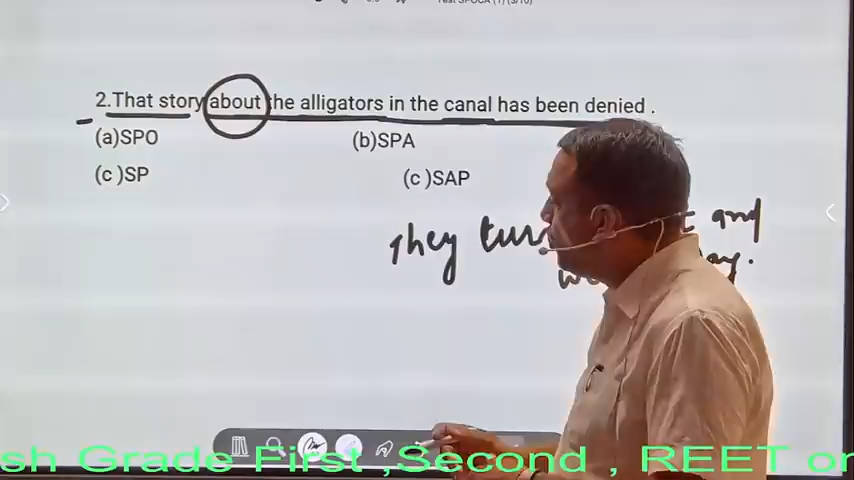 2.That story about the alligators in the canal has been denied .
(a)SPO (b)SPA
(c )SP (c )SAP
They and
sh Grade First ,Second , REET or